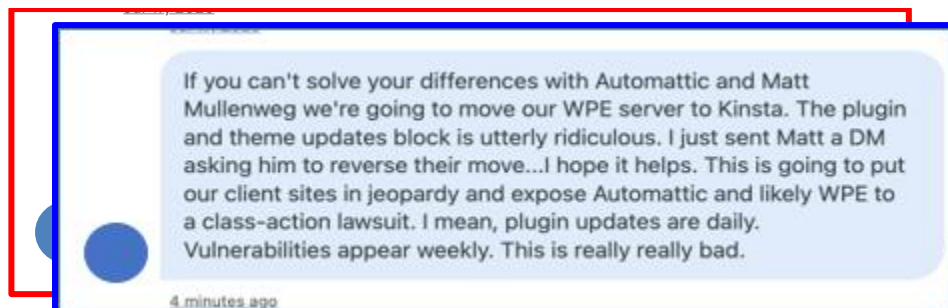 If you can't solve your differences with Automattic and Matt
Mullenweg we're going to move our WPE server to Kinsta. The plugin
and theme updates block is utterly ridiculous. I just sent Matt a DM
asking him to reverse their move...I hope it helps. This is going to put
our client sites in jeopardy and expose Automattic and likely WPE to
a class-action lawsuit. I mean, plugin updates are daily.
Vulnerabilities appear weekly. This is really really bad.
4 minutes ago